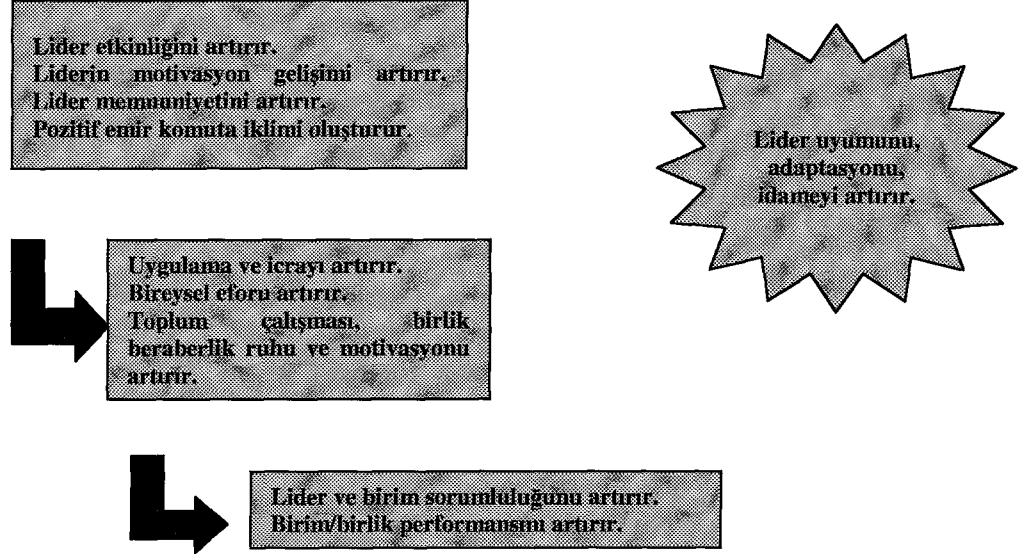 Lider etkinliğini artırır.
Liderin motivasyon gelişimi artırır.
Lider memnuniyetini artırır.
Pozitif emir komuta iklimi oluşturur.
Lider uyumunu,
adaptasyonu,
idameyi artırır.
Uygulama ve icrayı artırır.
Bireysel eforu artırır.
Toplum çalışması, birlik
beraberlik ruhu ve motivasyonu
artırır.
Lider ve birim sorumluluğunu artırır.
Birim/birlik performansını artırır.